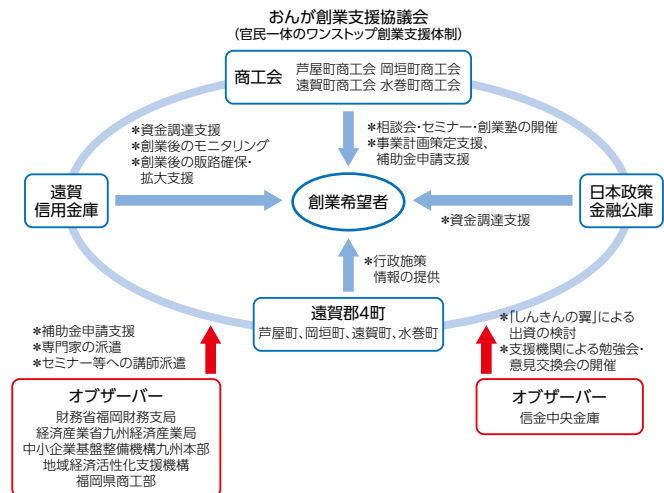 おんが創業支援協議会
（官民一体のワンストップ創業支援体制）
商工会
芦屋町商工会 岡垣町商工会
遠賀町商工会 水巻町商工会
＊資金調達支援
＊創業後のモニタリング
＊創業後の販路確保・
拡大支援
＊相談会・セミナー・創業塾の開催
＊事業計画策定支援、
補助金申請支援
遠賀
信用金庫
創業希望者
日本政策
金融公庫
＊資金調達支援
＊行政施策
情報の提供
遠賀郡4町
芦屋町、岡垣町、遠賀町、水巻町
＊補助金申請支援
＊専門家の派遣
＊セミナー等への講師派遣
＊「しんきんの翼」による
出資の検討
＊支援機関による勉強会・
意見交換会の開催
オブザーバー
財務省福岡財務支局
経済産業省九州経済産業局
中小企業基盤整備機構九州本部
地域経済活性化支援機構
福岡県商工部
オブザーバー
信金中央金庫